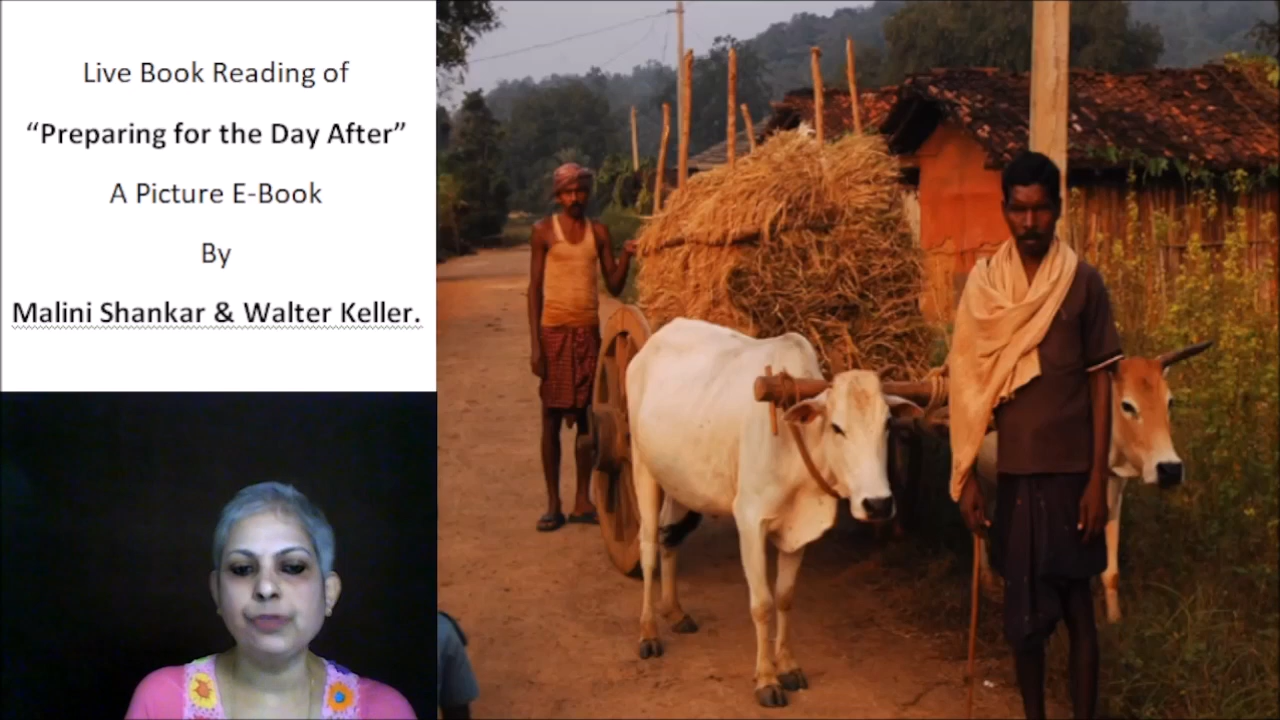 Live Book Reading of
“Preparing for the Day After”
A Picture E-Book
By
Malini Shankar & Walter Keller.